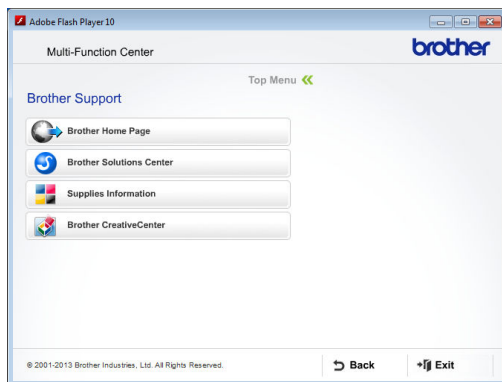 Adobe Flash Player 10
Multi-Function Center
brother
Top Menu
Brother Support
Brother Home Page
Brother Solutions Center
Supplies Information
Brother CreativeCenter
© 2001-2013 Brother Industries, Ltd. All Rights Reserved.
Back
Exit